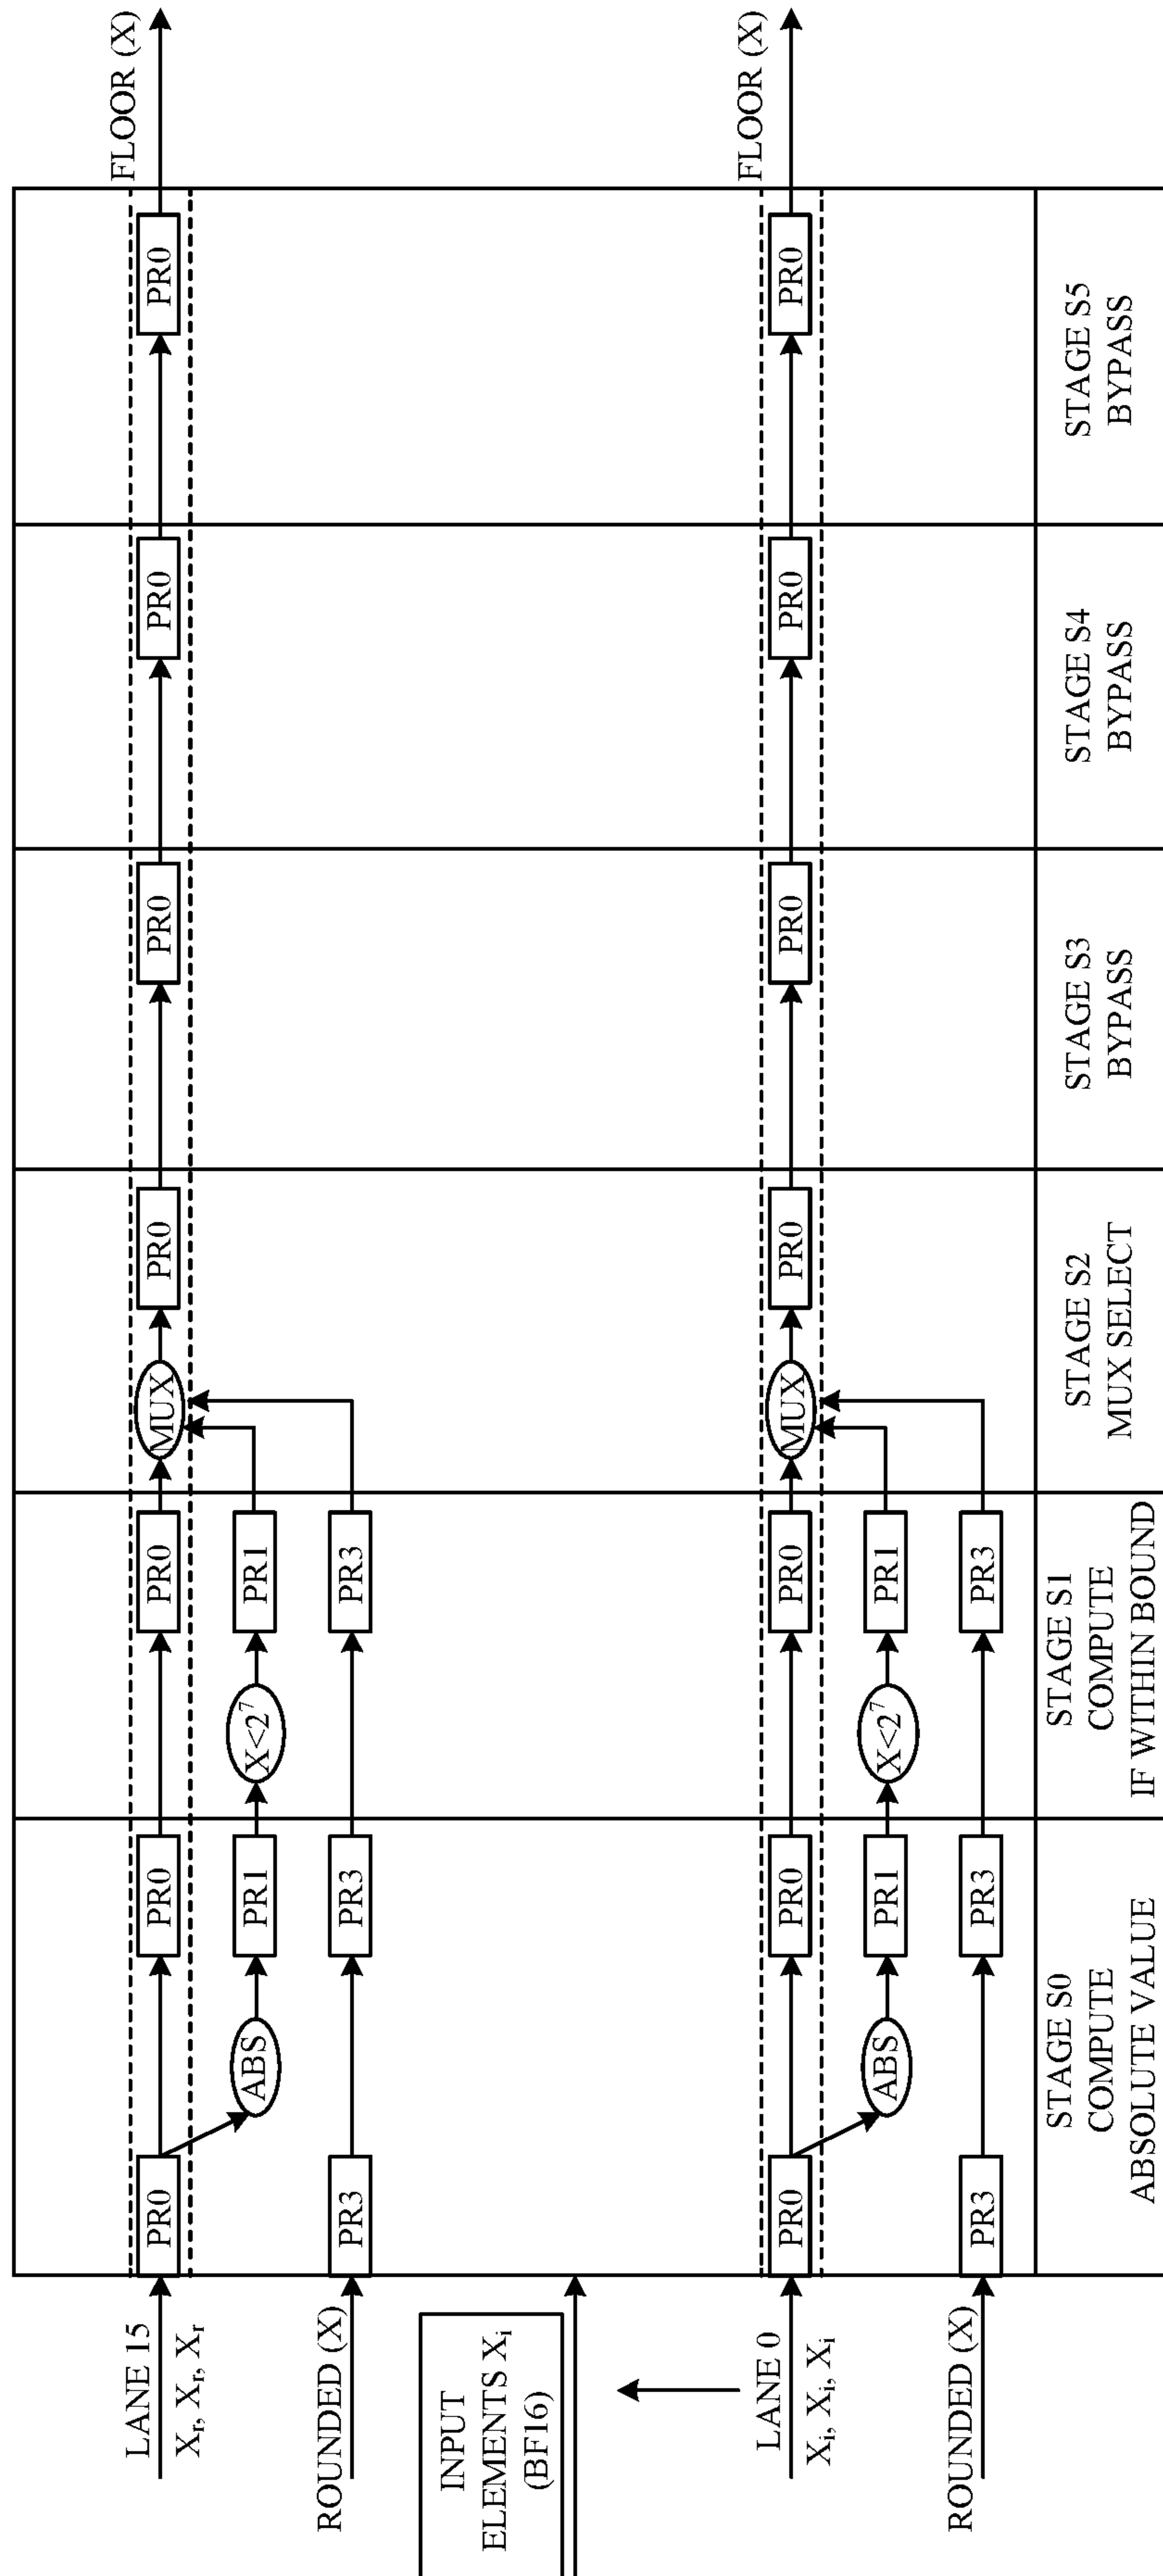 LANE 15
Xᵣ, Xᵣ, Xᵣ
PR0
PR0
PR0
MUX
PR0
PR0
PR0
PR0
FLOOR (X)
ABS
PR1
X<2⁷
PR1
ROUNDED (X)
PR3
PR3
PR3
INPUT
ELEMENTS Xᵢ
(BF16)
LANE 0
Xᵢ, Xᵢ, Xᵢ
PR0
PR0
PR0
MUX
PR0
PR0
PR0
PR0
FLOOR (X)
ABS
PR1
X<2⁷
PR1
ROUNDED (X)
PR3
PR3
PR3
STAGE S0
COMPUTE
ABSOLUTE VALUE
STAGE S1
COMPUTE
IF WITHIN BOUND
STAGE S2
MUX SELECT
STAGE S3
BYPASS
STAGE S4
BYPASS
STAGE S5
BYPASS